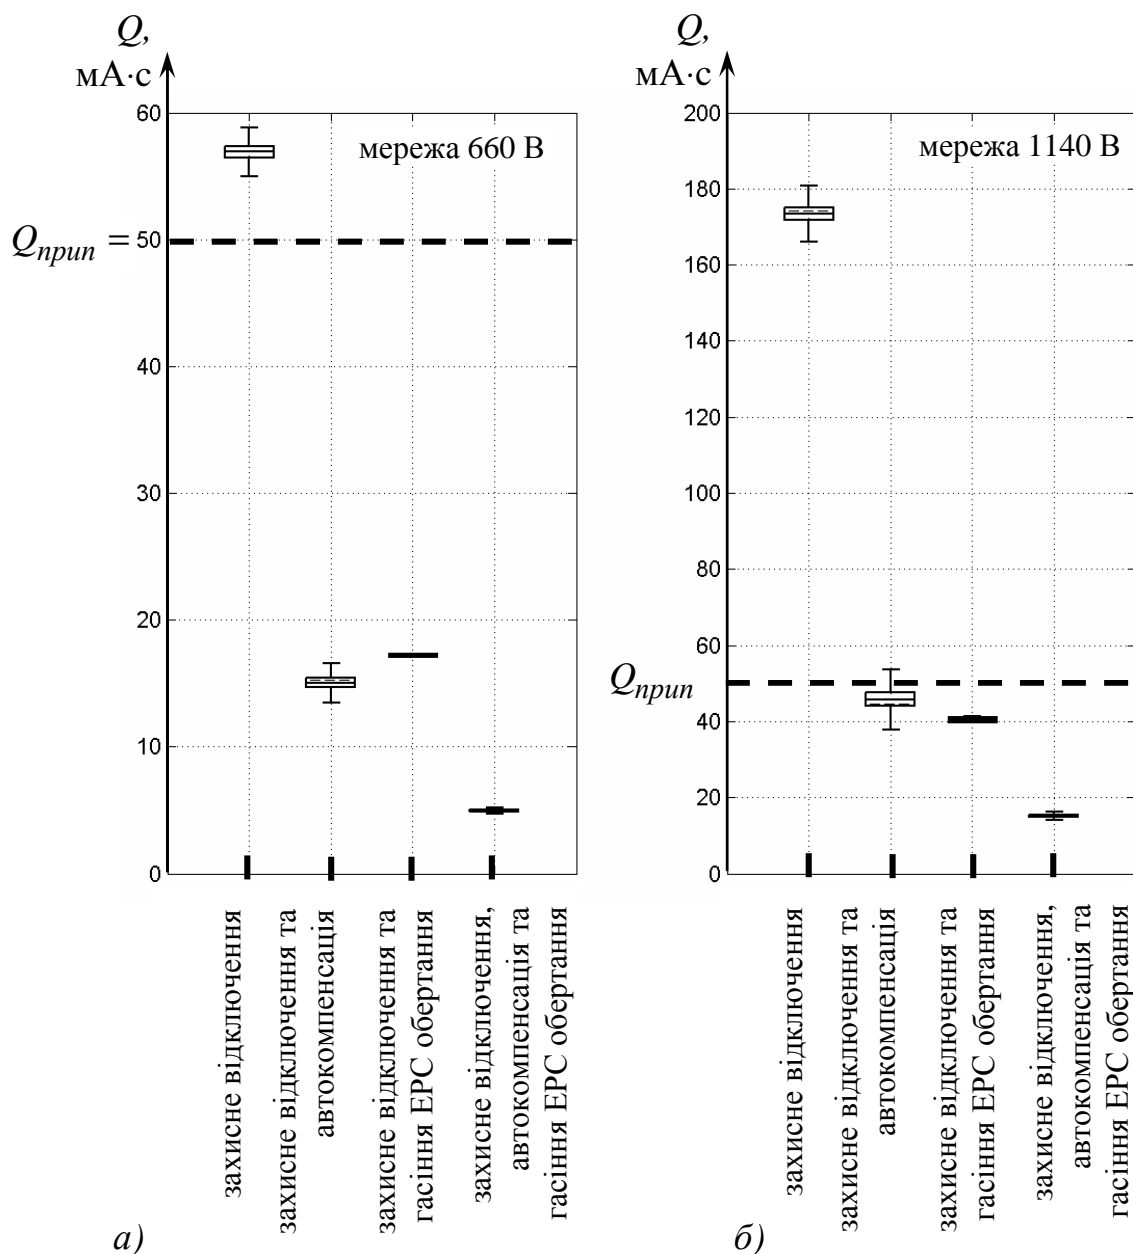 Q,
мА·с
60
мережа 660 В
Qприп =
50
40
30
20
10
0
захисне відключення
захисне відключення та
автокомпенсація
захисне відключення та
гасіння ЕРС обертання
захисне відключення,
автокомпенсація та
гасіння ЕРС обертання
а)
Q,
мА·с
200
мережа 1140 В
180
160
140
120
100
80
60
Qприп
40
20
0
захисне відключення
захисне відключення та
автокомпенсація
захисне відключення та
гасіння ЕРС обертання
захисне відключення,
автокомпенсація та
гасіння ЕРС обертання
б)